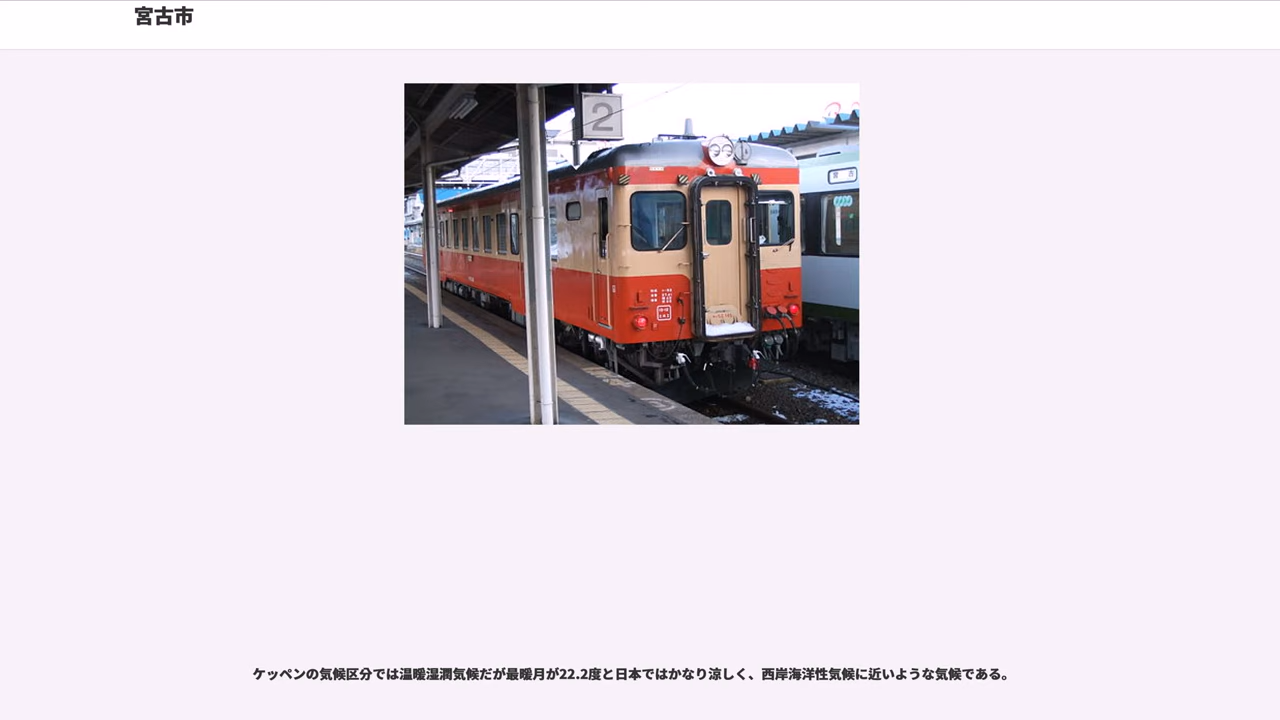 宮古市
2
宮古
ケッペンの気候区分では温暖湿潤気候だが最暖月が22.2度と日本ではかなり涼しく、西岸海洋性気候に近いような気候である。